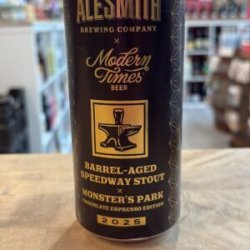 ALESMITH
BREWING COMPANY
×
Modern
Times
BEER
BARREL-AGED
SPEEDWAY STOUT
×
MONSTER'S PARK
CHOCOLATE ESPRESSO EDITION
2025